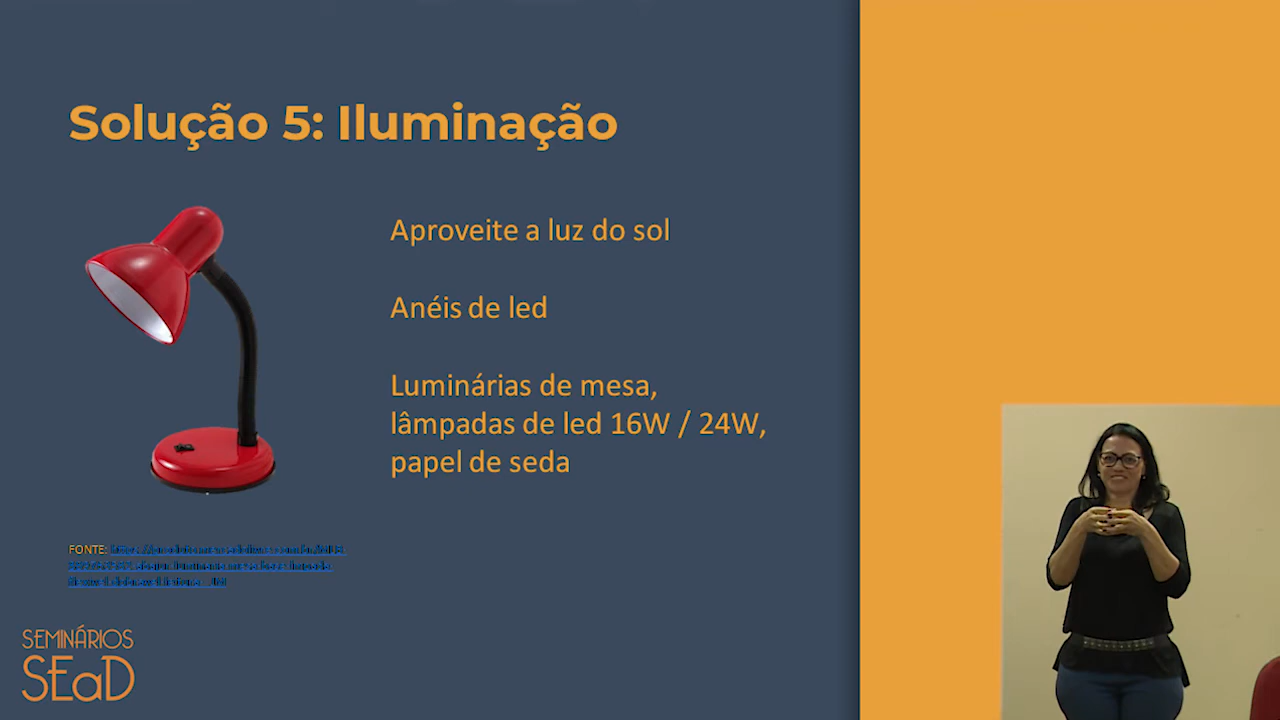 Solução 5: Iluminação
Aproveite a luz do sol
Anéis de led
Luminárias de mesa,
lâmpadas de led 16W / 24W,
papel de seda
FONTE:
SEMINÁRIOS
SEaD